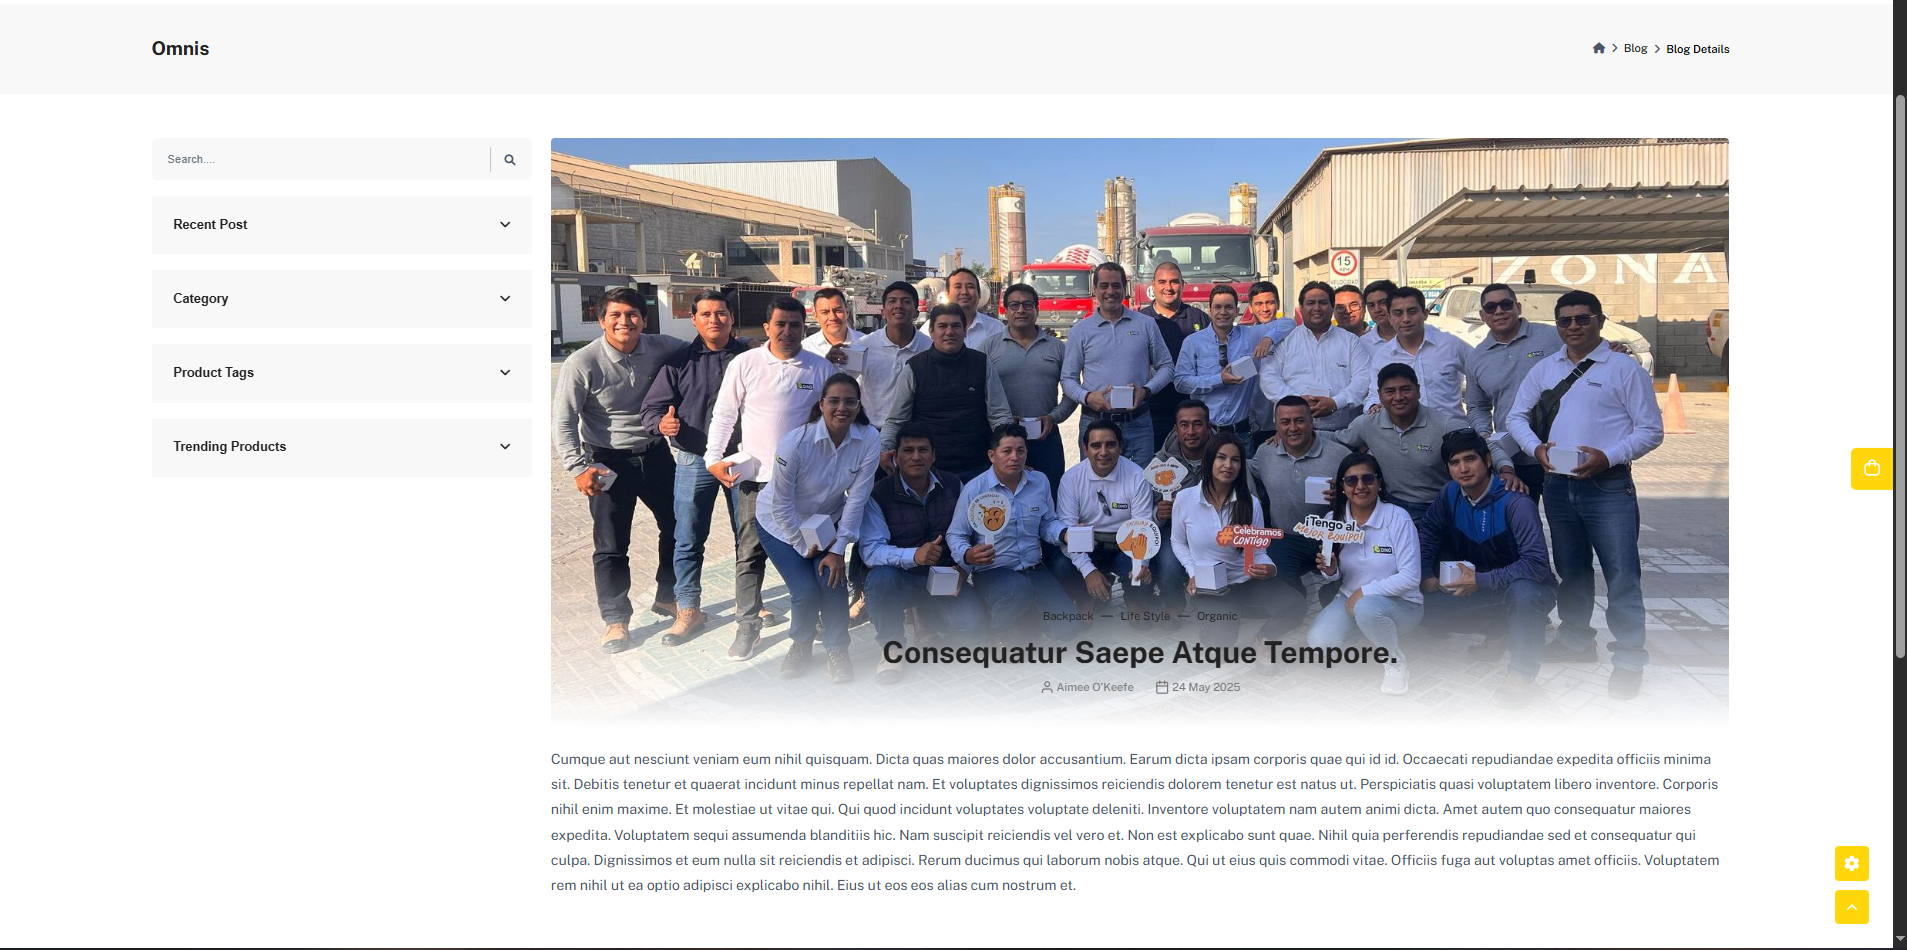 Omnis
Blog
Blog Details
Search....
Recent Post
Category
Product Tags
Trending Products
15
ZONA
DINO
#Celebramos
CONTIGO
¡Tengo al
MEJOR EQUIPO!
DINO
Backpack — Life Style — Organic
Consequatur Saepe Atque Tempore.
Aimee O'Keefe 24 May 2025
Cumque aut nesciunt veniam eum nihil quisquam. Dicta quas maiores dolor accusantium. Earum dicta ipsam corporis quae qui id id. Occaecati repudiandae expedita officiis minima
sit. Debitis tenetur et quaerat incidunt minus repellat nam. Et voluptates dignissimos reiciendis dolorem tenetur est natus ut. Perspiciatis quasi voluptatem libero inventore. Corporis
nihil enim maxime. Et molestiae ut vitae qui. Qui quod incidunt voluptates voluptate deleniti. Inventore voluptatem nam autem animi dicta. Amet autem quo consequatur maiores
expedita. Voluptatem sequi assumenda blanditiis hic. Nam suscipit reiciendis vel vero et. Non est explicabo sunt quae. Nihil quia perferendis repudiandae sed et consequatur qui
culpa. Dignissimos et eum nulla sit reiciendis et adipisci. Rerum ducimus qui laborum nobis atque. Qui ut eius quis commodi vitae. Officiis fuga aut voluptas amet officiis. Voluptatem
rem nihil ut ea optio adipisci explicabo nihil. Eius ut eos eos alias cum nostrum et.